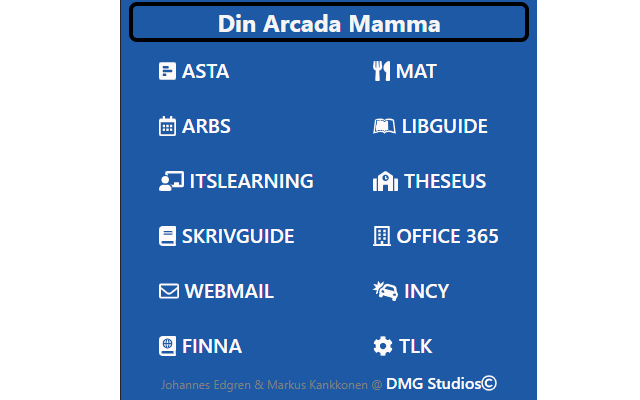 Din Arcada Mamma
ASTA
MAT
ARBS
LIBGUIDE
ITSLEARNING
THESEUS
SKRIVGUIDE
OFFICE 365
WEBMAIL
INCY
FINNA
TLK
Johannes Edgren & Markus Kankkonen @ DMG Studios©